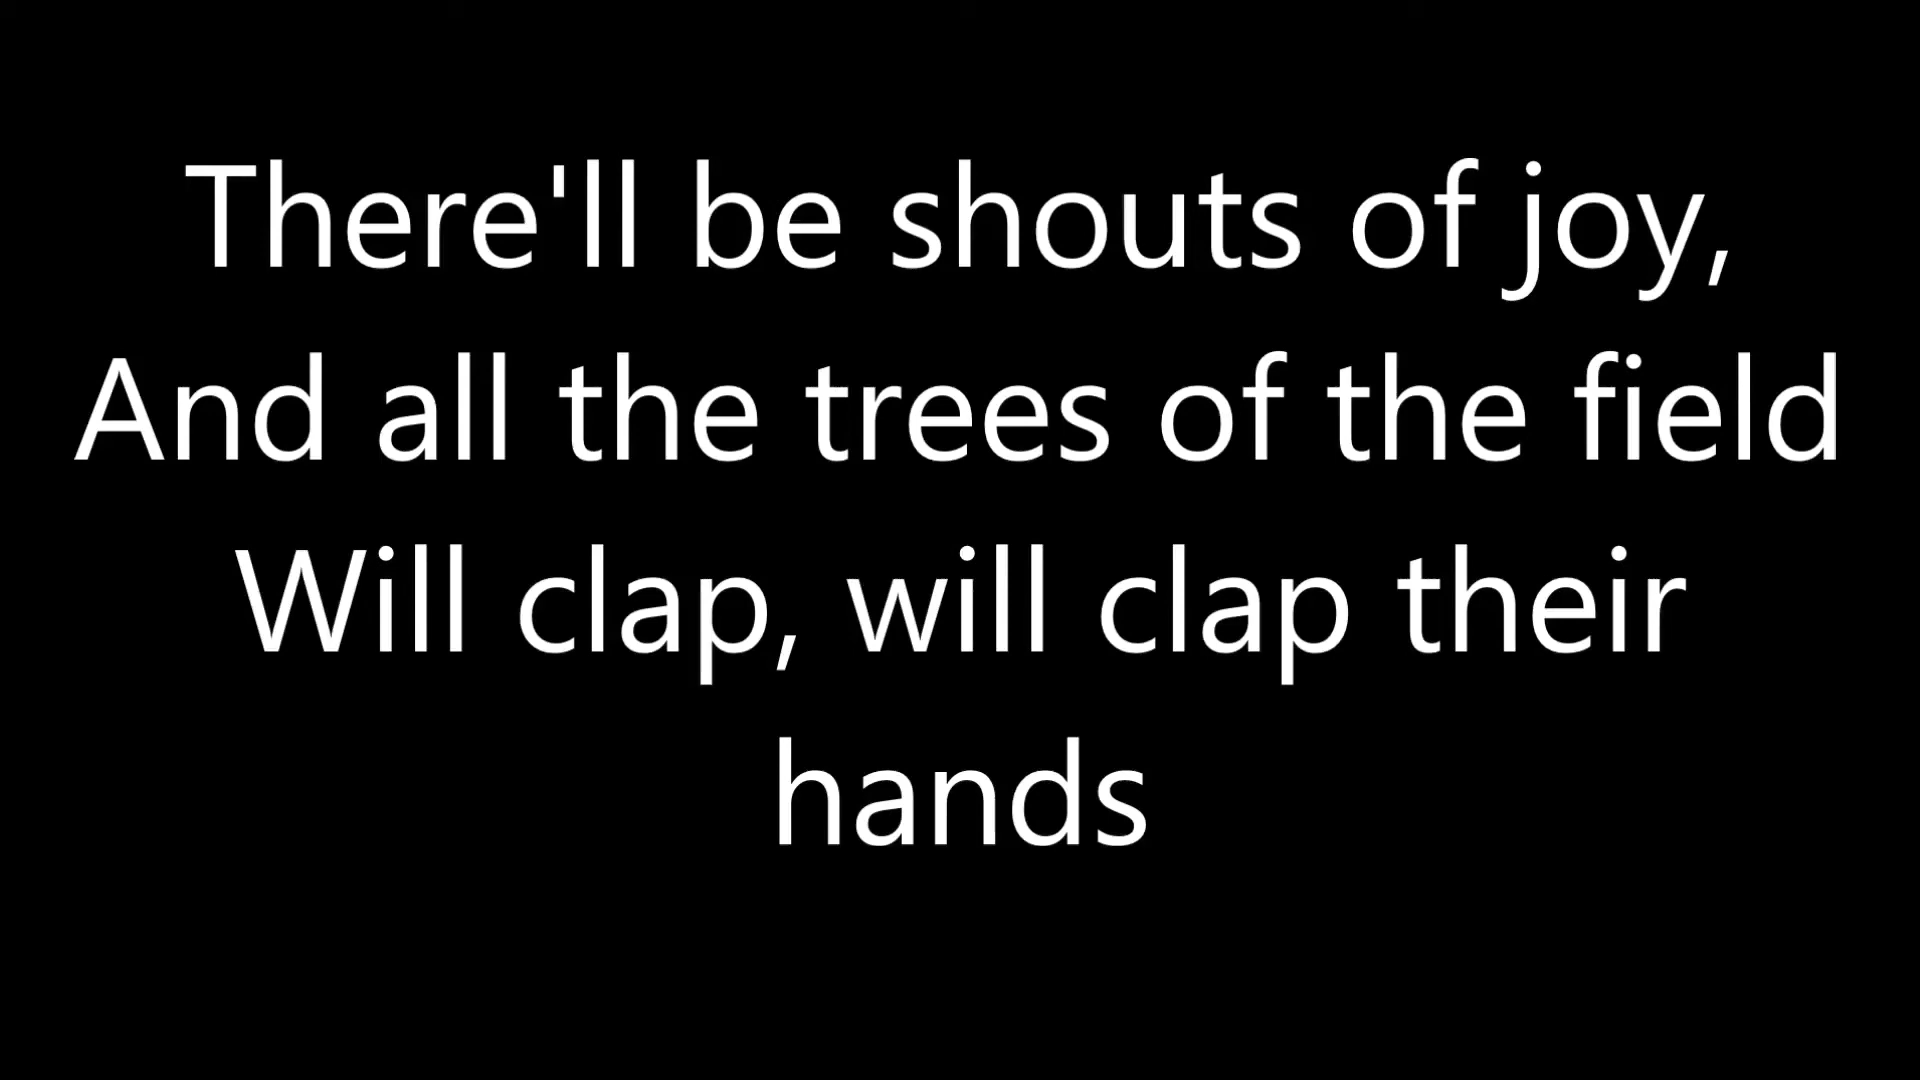 There'll be shouts of joy,
And all the trees of the field
Will clap, will clap their
hands